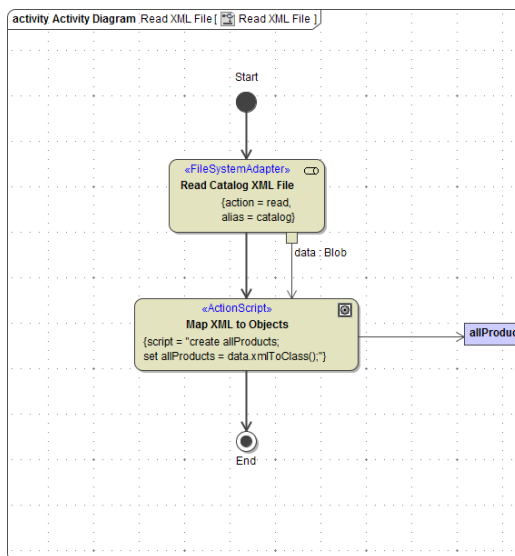 activity Activity Diagram Read XML File [ Read XML File ]
Start
«FileSystemAdapter»
Read Catalog XML File
{action = read,
alias = catalog}
data : Blob
«ActionScript»
Map XML to Objects
{script = "create allProducts;
set allProducts = data.xmlToClass();"}
allProduc
End